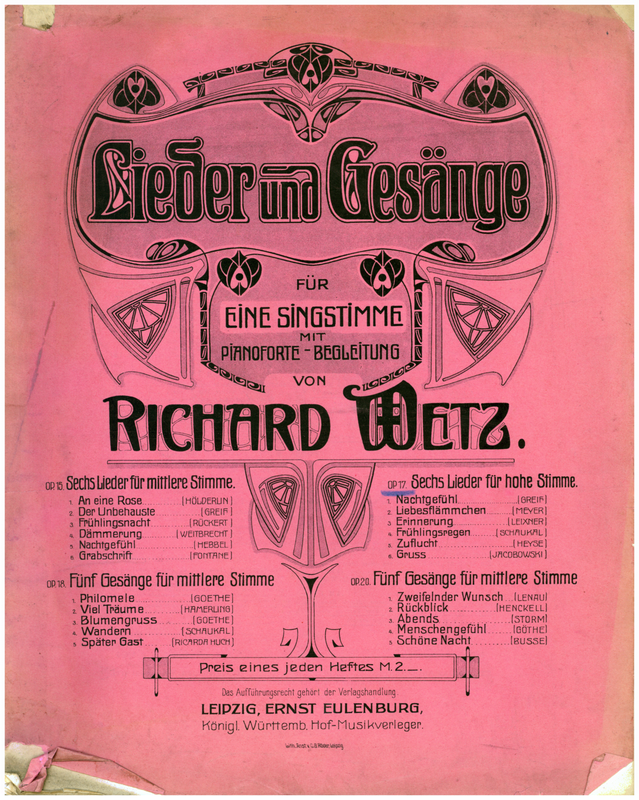 Lieder und Gesänge
FÜR
EINE SINGSTIMME
MIT
PIANOFORTE - BEGLEITUNG
VON
RICHARD WETZ.
OP. 15. Sechs Lieder für mittlere Stimme.
1. An eine Rose (HÖLDERLIN)
2. Der Unbehauste (GREIF)
3. Frühlingsnacht (RÜCKERT)
4. Dämmerung (WEITBRECHT)
5. Nachtgefühl (HEBBEL)
6. Grabschrift (FONTANE)
OP. 17. Sechs Lieder für hohe Stimme.
1. Nachtgefühl (GREIF)
2. Liebesflämmchen (MEYER)
3. Erinnerung (LEIXNER)
4. Frühlingsregen (SCHAUKAL)
5. Zuflucht (HEYSE)
6. Gruss (JACOBOWSKI)
OP. 18. Fünf Gesänge für mittlere Stimme
1. Philomele (GOETHE)
2. Viel Träume (HAMERLING)
3. Blumengruss (GOETHE)
4. Wandern (SCHAUKAL)
5. Später Gast (RICARDA HUCH)
OP. 20. Fünf Gesänge für mittlere Stimme
1. Zweifelnder Wunsch (LENAU)
2. Rückblick (HENCKELL)
3. Abends (STORM)
4. Menschengefühl (GÖTHE)
5. Schöne Nacht (BUSSE)
Preis eines jeden Heftes M. 2._.
Das Aufführungsrecht gehört der Verlagshandlung.
LEIPZIG, ERNST EULENBURG,
Königl. Württemb. Hof-Musikverleger.
Leipzig